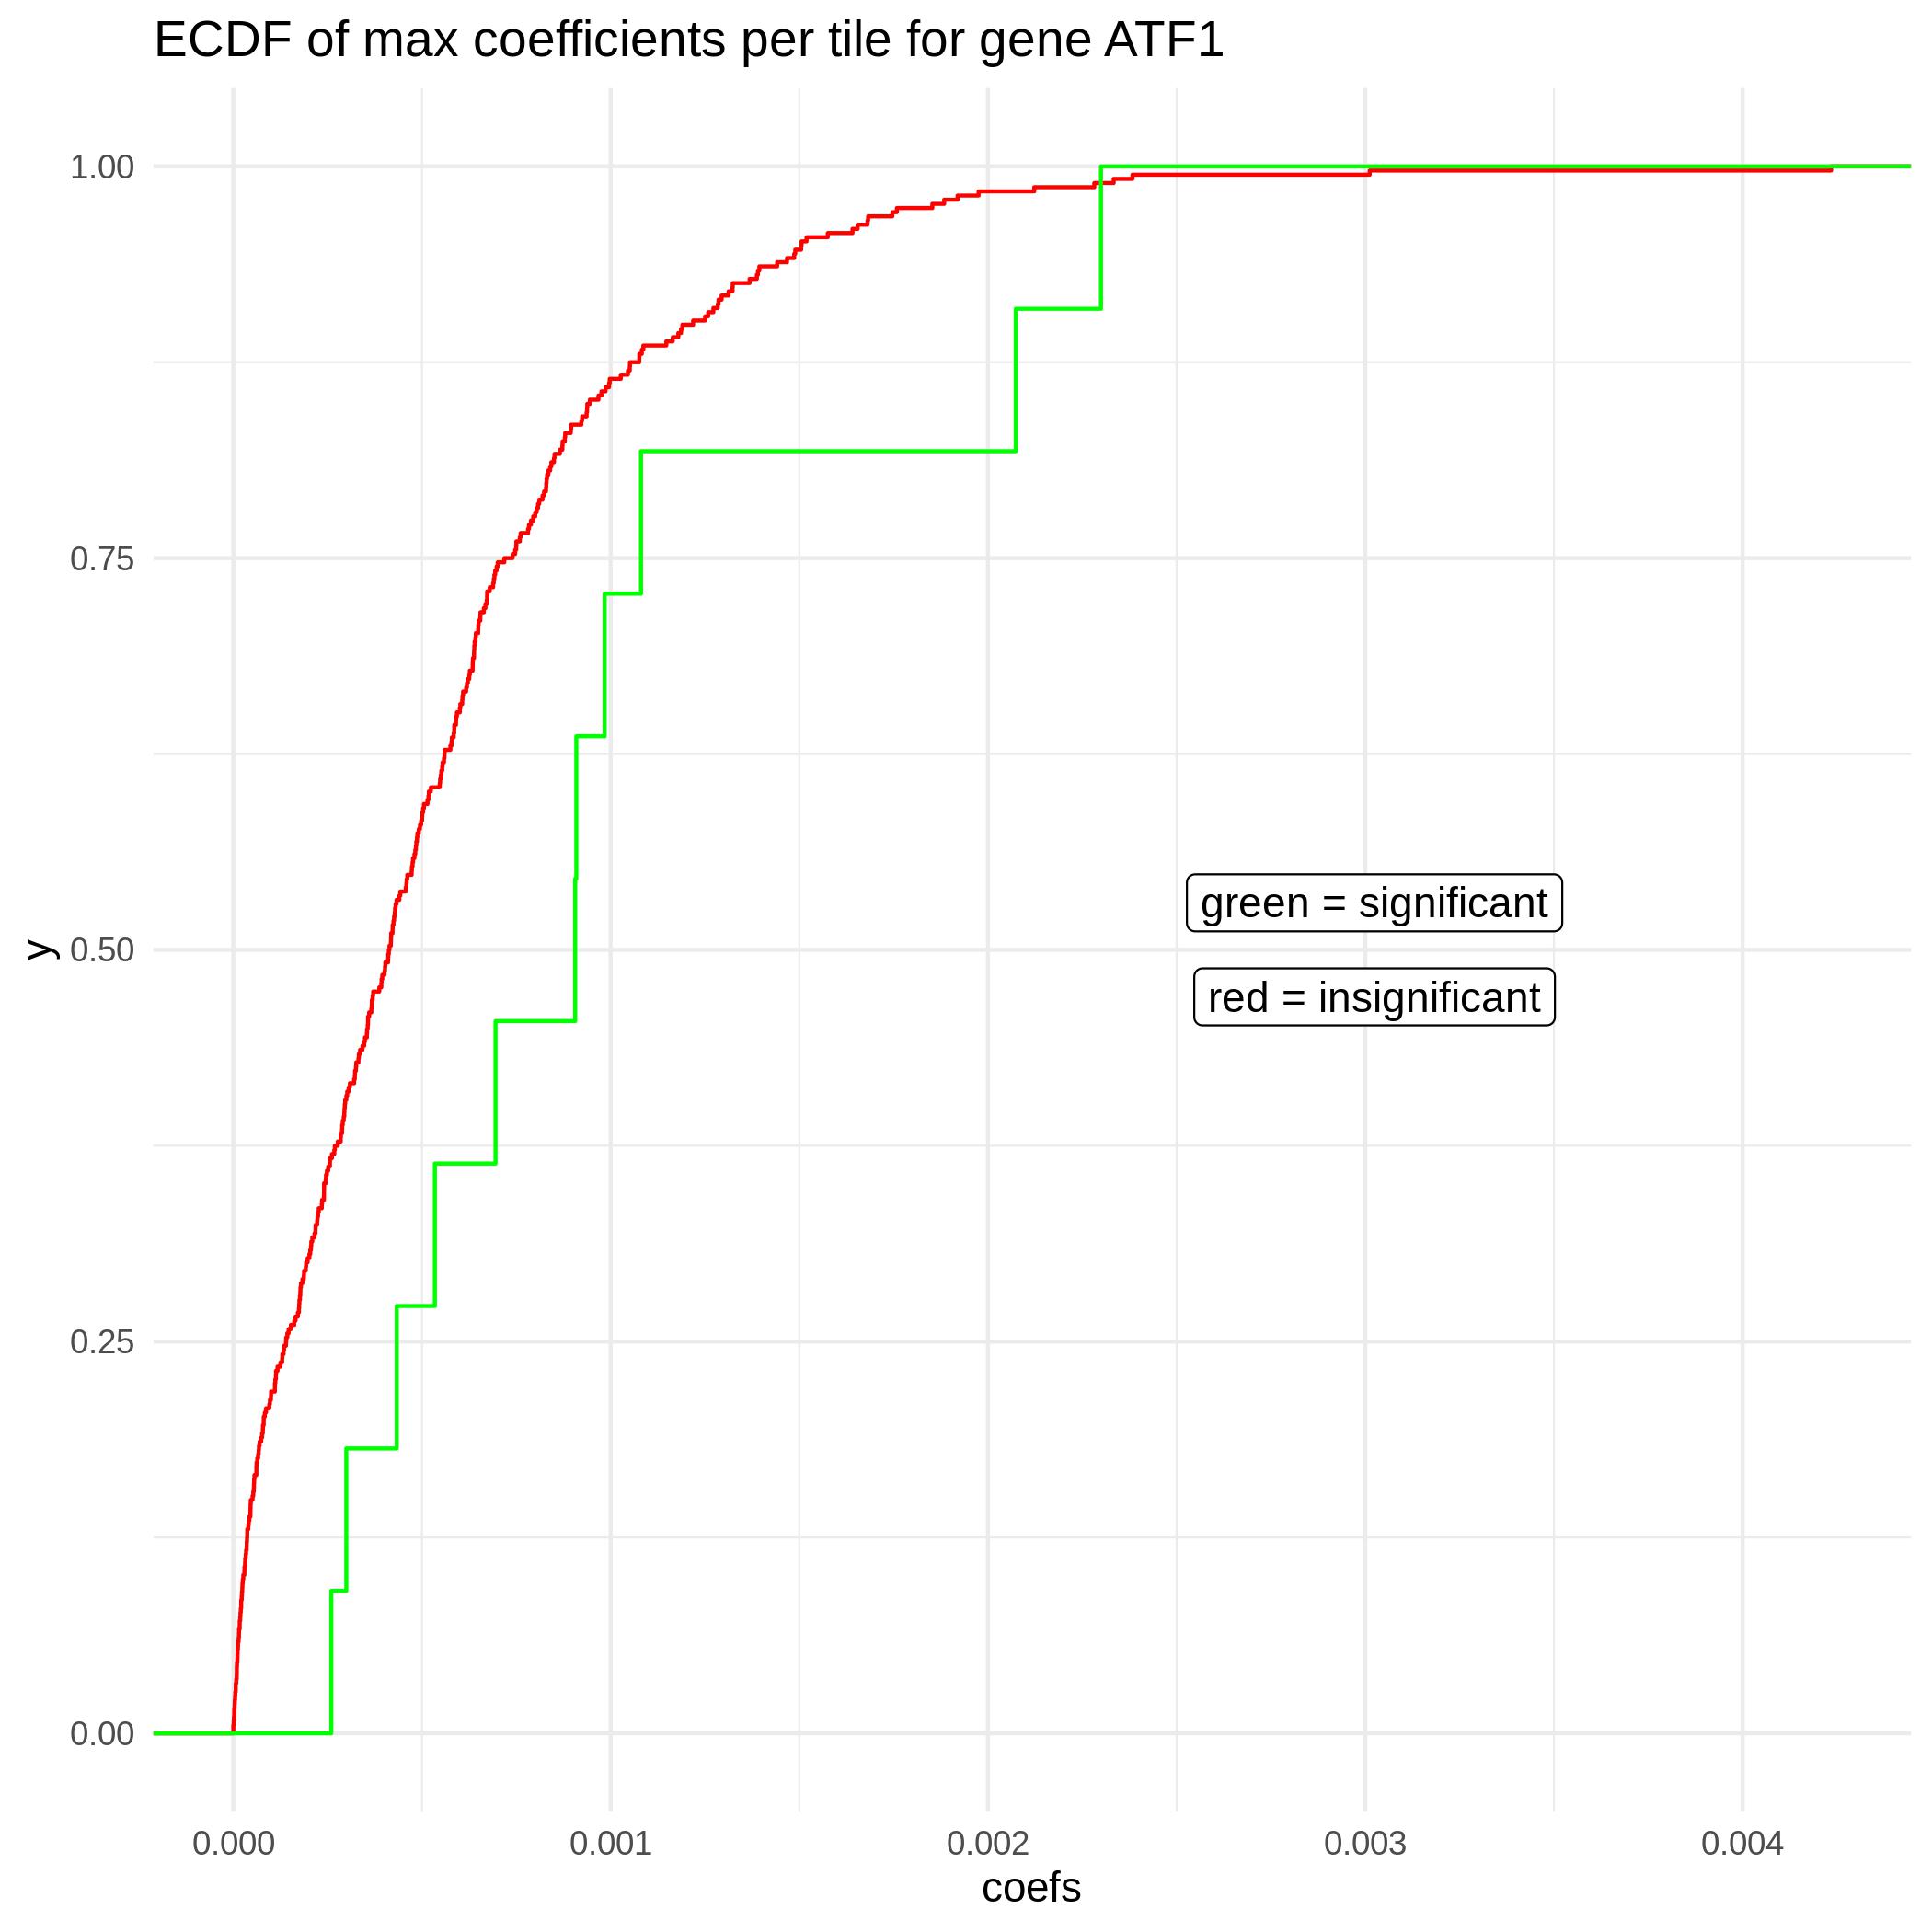 ECDF of max coefficients per tile for gene ATF1
1.00
0.75
0.50
0.25
0.00
y
green = significant
red = insignificant
0.000 0.001 0.002 0.003 0.004
coefs